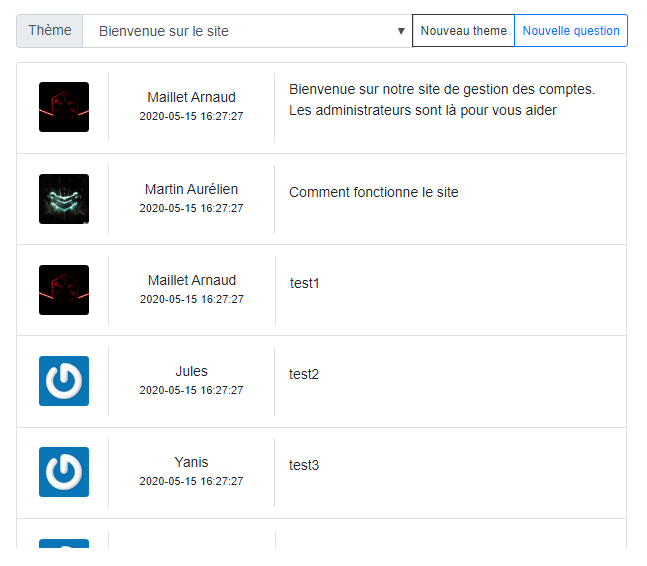 Thème
Bienvenue sur le site
Nouveau theme
Nouvelle question
Maillet Arnaud
2020-05-15 16:27:27
Bienvenue sur notre site de gestion des comptes.
Les administrateurs sont là pour vous aider
Martin Aurélien
2020-05-15 16:27:27
Comment fonctionne le site
Maillet Arnaud
2020-05-15 16:27:27
test1
Jules
2020-05-15 16:27:27
test2
Yanis
2020-05-15 16:27:27
test3